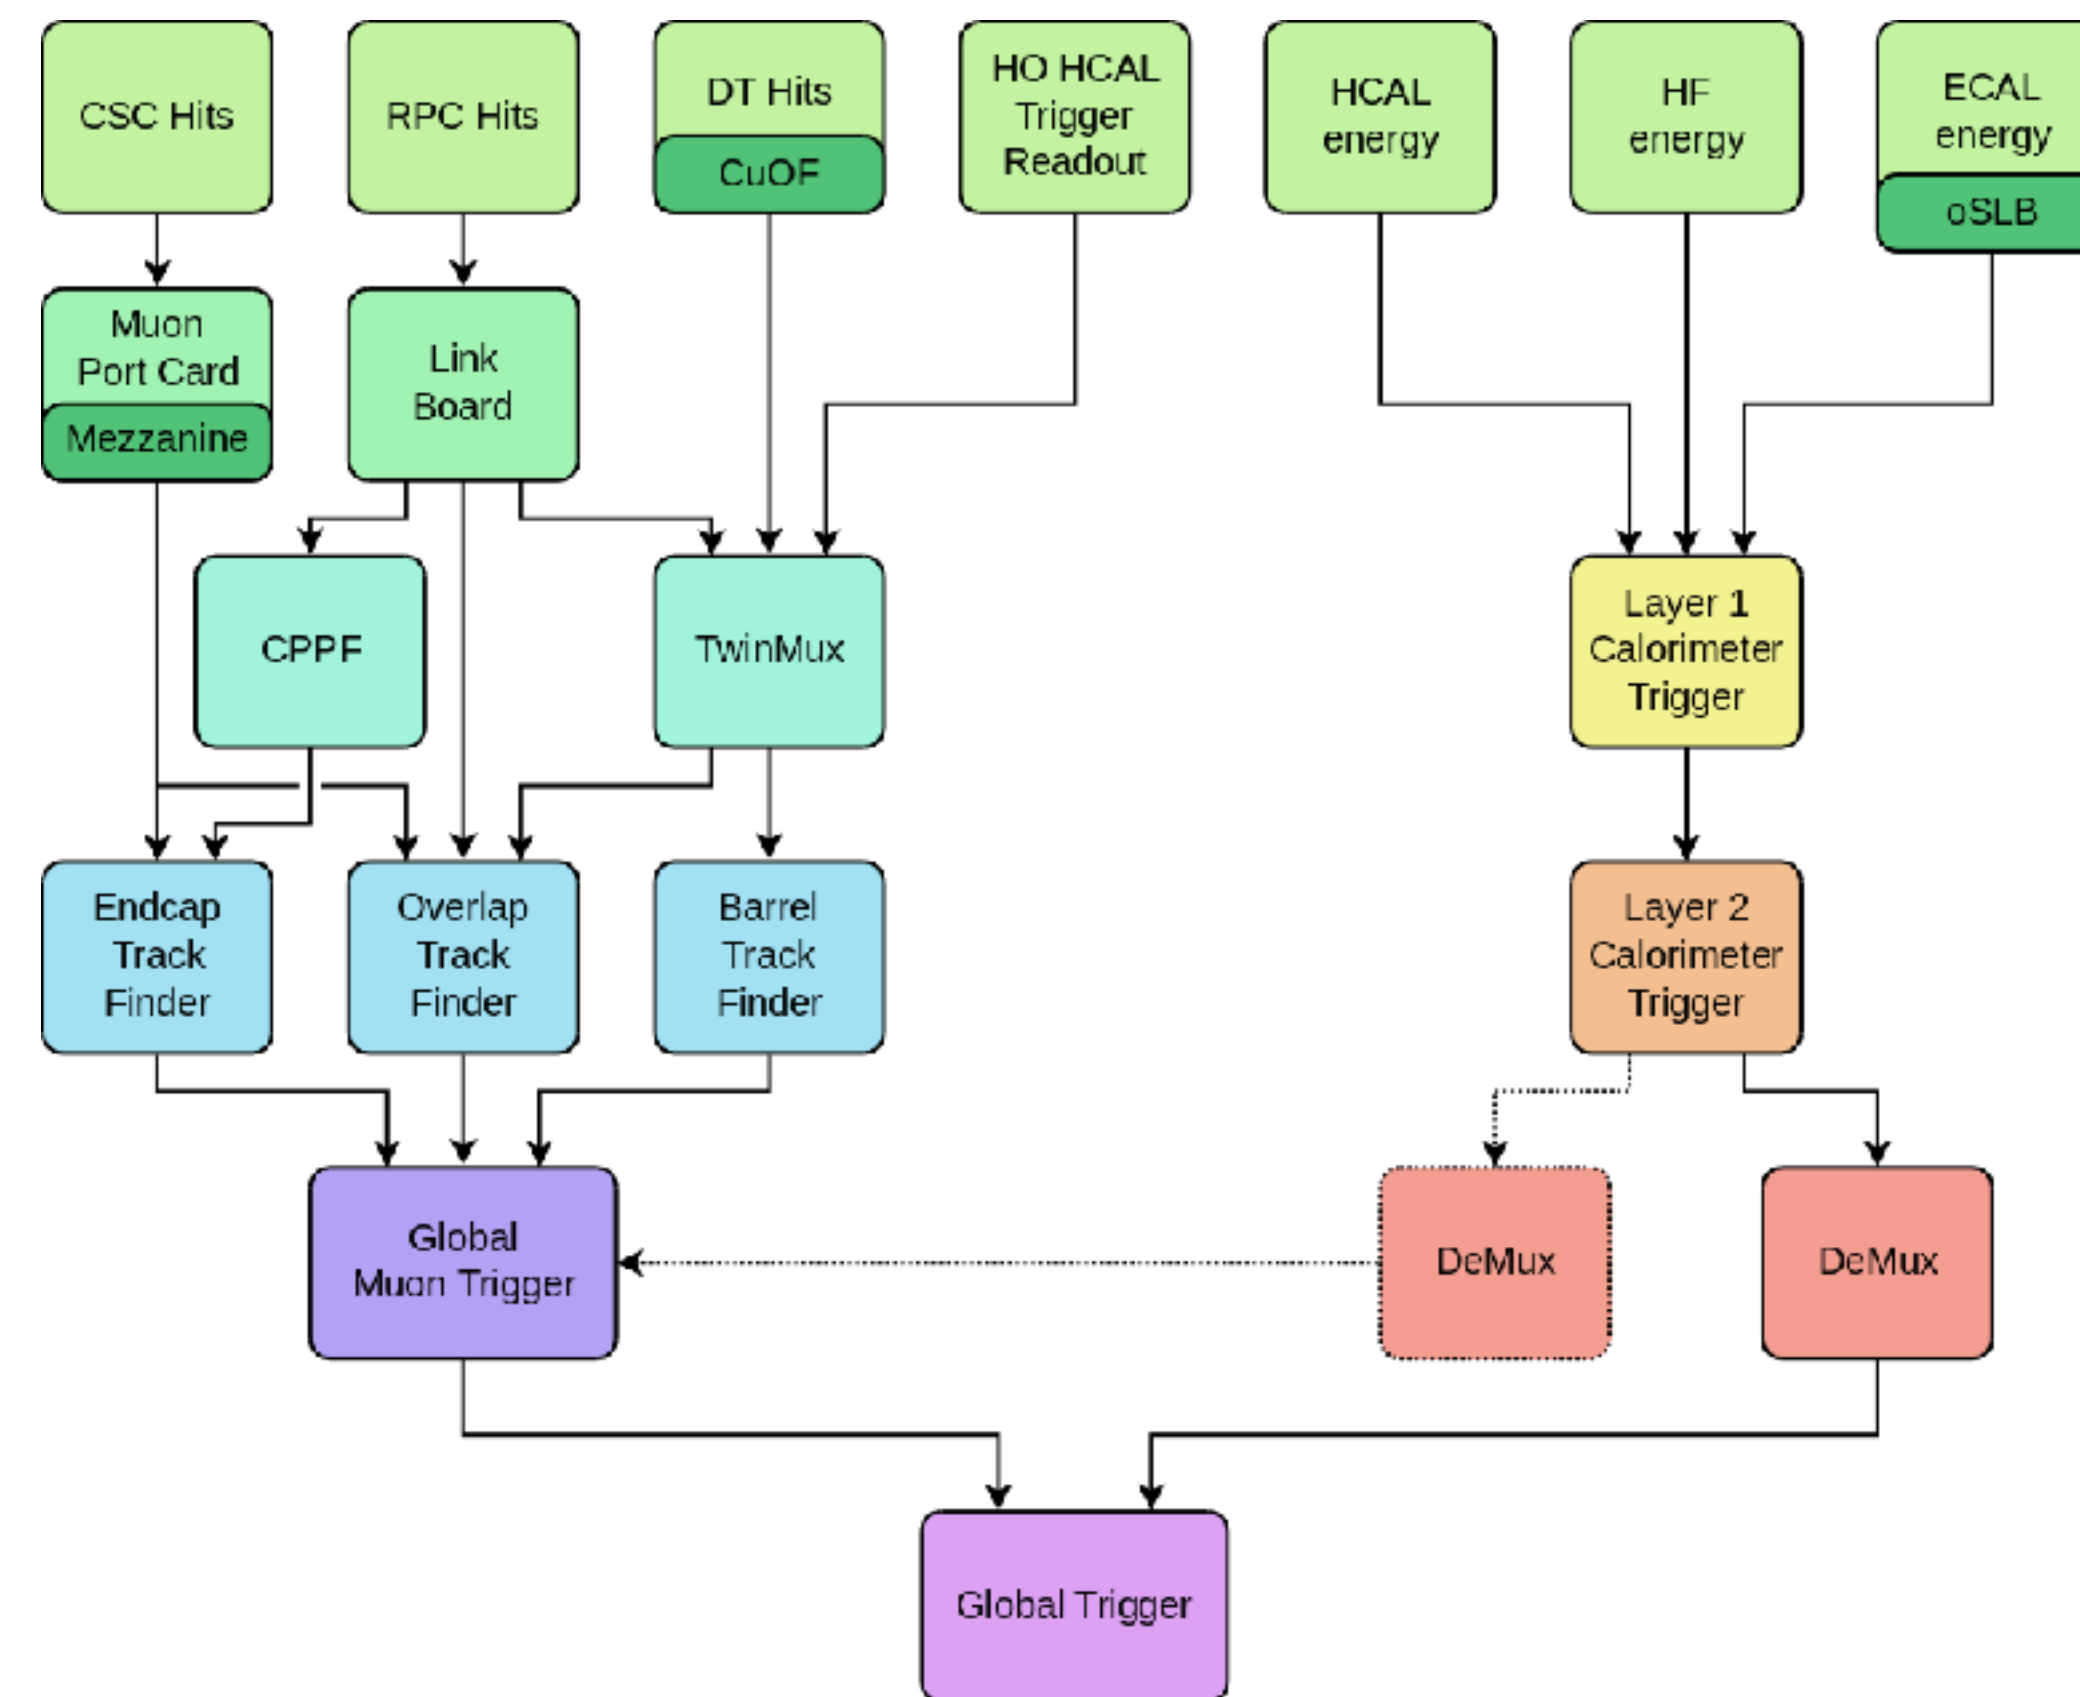 CSC Hits
RPC Hits
DT Hits
CuOF
HO HCAL
Trigger
Readout
HCAL
energy
HF
energy
ECAL
energy
oSLB
Muon
Port Card
Mezzanine
Link
Board
CPPF
TwinMux
Layer 1
Calorimeter
Trigger
Endcap
Track
Finder
Overlap
Track
Finder
Barrel
Track
Finder
Layer 2
Calorimeter
Trigger
Global
Muon Trigger
DeMux
DeMux
Global Trigger